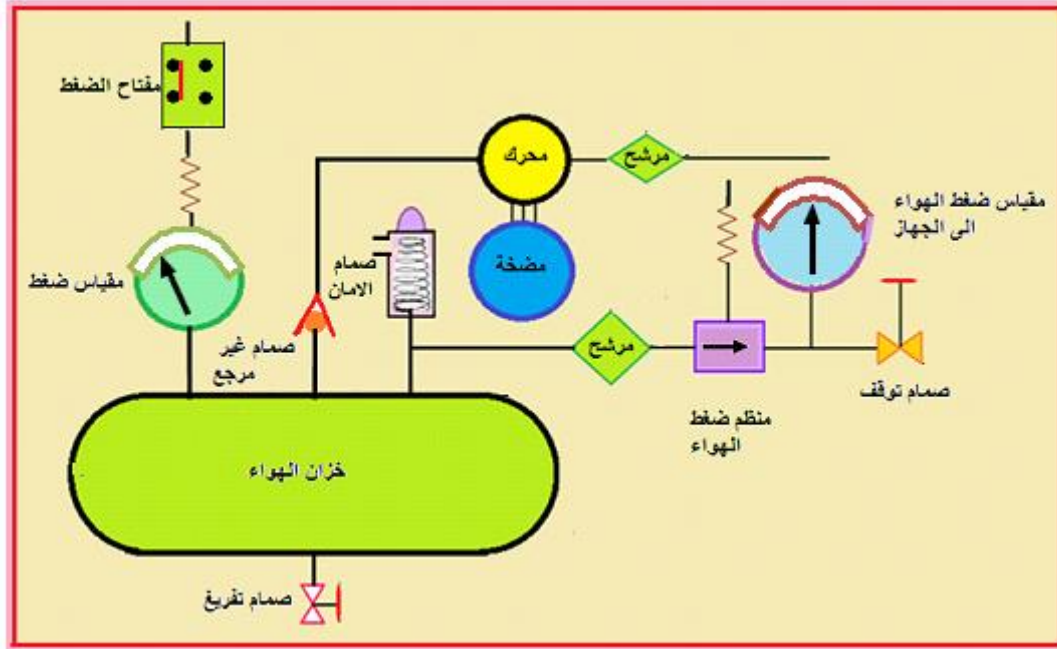 مفتاح الضغط
محرك
مرشح
مقياس ضغط الهواء
الى الجهاز
صمام
الامان
مضخة
مقياس ضغط
صمام غير
مرجع
مرشح
صمام توقف
منظم ضغط
الهواء
خزان الهواء
صمام تفريغ